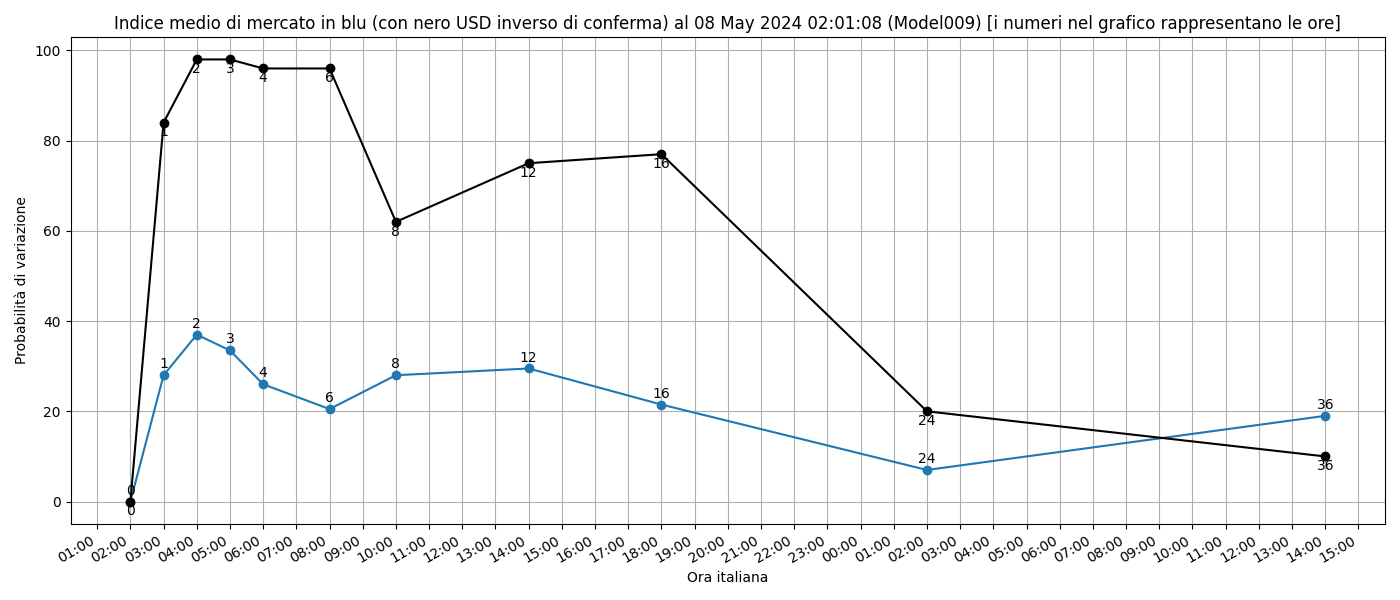 Indice medio di mercato in blu (con nero USD inverso di conferma) al 08 May 2024 02:01:08 (Model009) [i numeri nel grafico rappresentano le ore]
Probabilità di variazione
100
80
60
40
20
0
2 3 4 6
1
12 16
8
2
3
1 4 6 8 12 16
24
24
36
36
0
0
01:00 02:00 03:00 04:00 05:00 06:00 07:00 08:00 09:00 10:00 11:00 12:00 13:00 14:00 15:00 16:00 17:00 18:00 19:00 20:00 21:00 22:00 23:00 00:00 01:00 02:00 03:00 04:00 05:00 06:00 07:00 08:00 09:00 10:00 11:00 12:00 13:00 14:00 15:00
Ora italiana